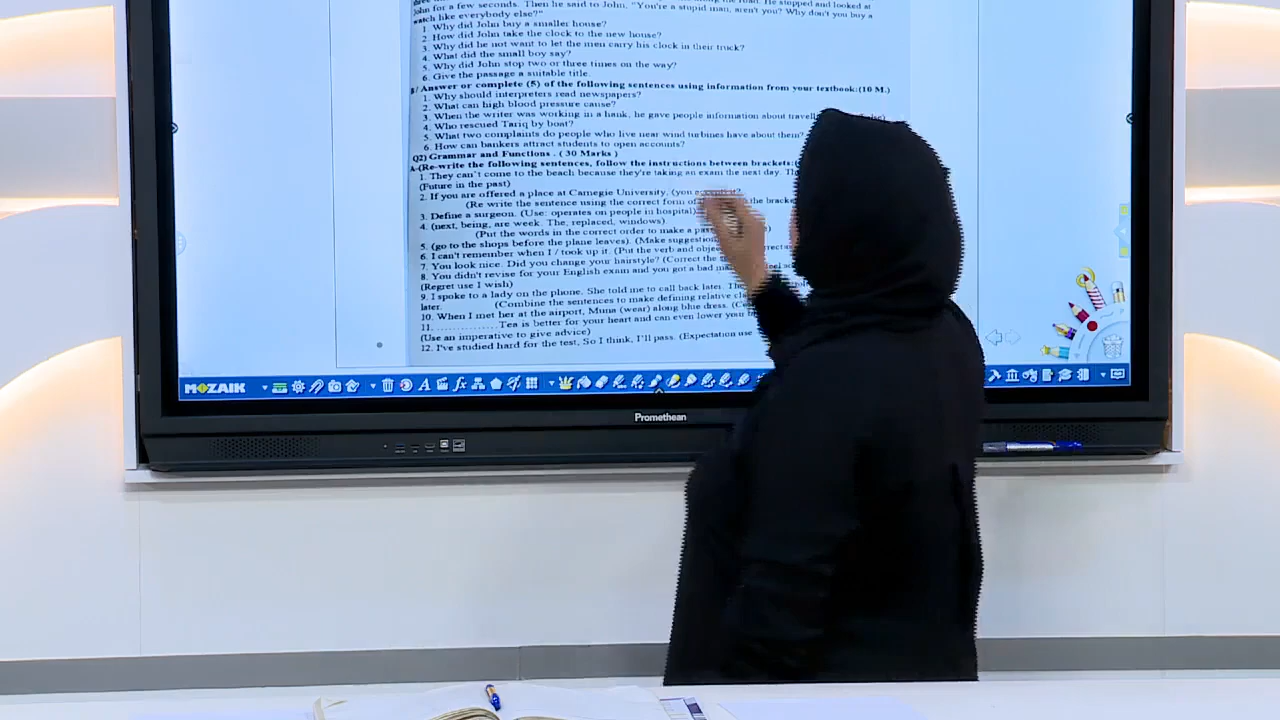 John for a few seconds. Then he said to John, "You're a stupid man, aren't you? Why don't you buy a
watch like everybody else?"
1. Why did John buy a smaller house?
2. How did John take the clock to the new house?
3. Why did he not want to let the men carry his clock in their truck?
4. What did the small boy say?
5. Why did John stop two or three times on the way?
6. Give the passage a suitable title.
B/ Answer or complete (5) of the following sentences using information from your textbook:(10 M.)
1. Why should interpreters read newspapers?
2. What can high blood pressure cause?
3. When the writer was working in a bank, he gave people information about
4. Who rescued Tariq by boat?
5. What two complaints do people who live near wind turbines have about them?
6. How can bankers attract students to open accounts?
Q2) Grammar and Functions . ( 30 Marks )
A-(Re-write the following sentences, follow the instructions between brackets:(
1. They can't come to the beach because they're taking an exam the next day.
(Future in the past)
2. If you are offered a place at Carnegie University, (you
(Re write the sentence using the correct form of the
3. Define a surgeon. (Use: operates on people in hospital)
4. (next, being, are week. The, replaced, windows).
(Put the words in the correct order to make a
5. (go to the shops before the plane leaves). (Make
6. I can't remember when I / took up it. (Put the verb and
7. You look nice. Did you change your hairstyle? (Correct the
8. You didn't revise for your English exam and you got a bad
(Regret use I wish)
9. I spoke to a lady on the phone. She told me to call back later.
later. (Combine the sentences to make defining relative
10. When I met her at the airport, Muna (wear) along blue dress.
11. ................Tea is better for your heart and can even lower your
(Use an imperative to give advice)
12. I've studied hard for the test, So I think, I'll pass. (Expectation use
MOZAIK
Promethean